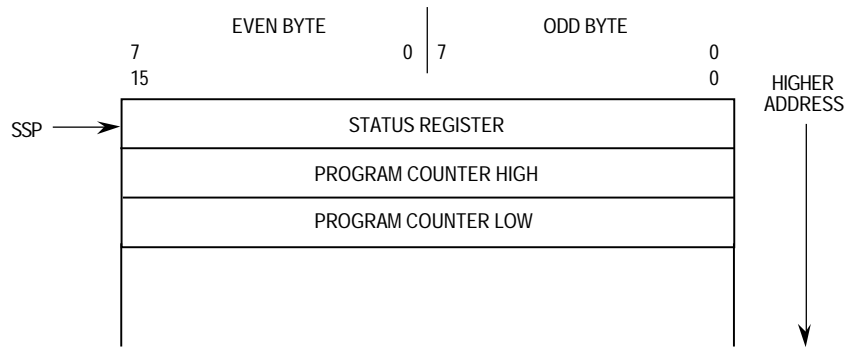 EVEN BYTE ODD BYTE
7 0 7 0
15 0
HIGHER
ADDRESS
SSP
STATUS REGISTER
PROGRAM COUNTER HIGH
PROGRAM COUNTER LOW